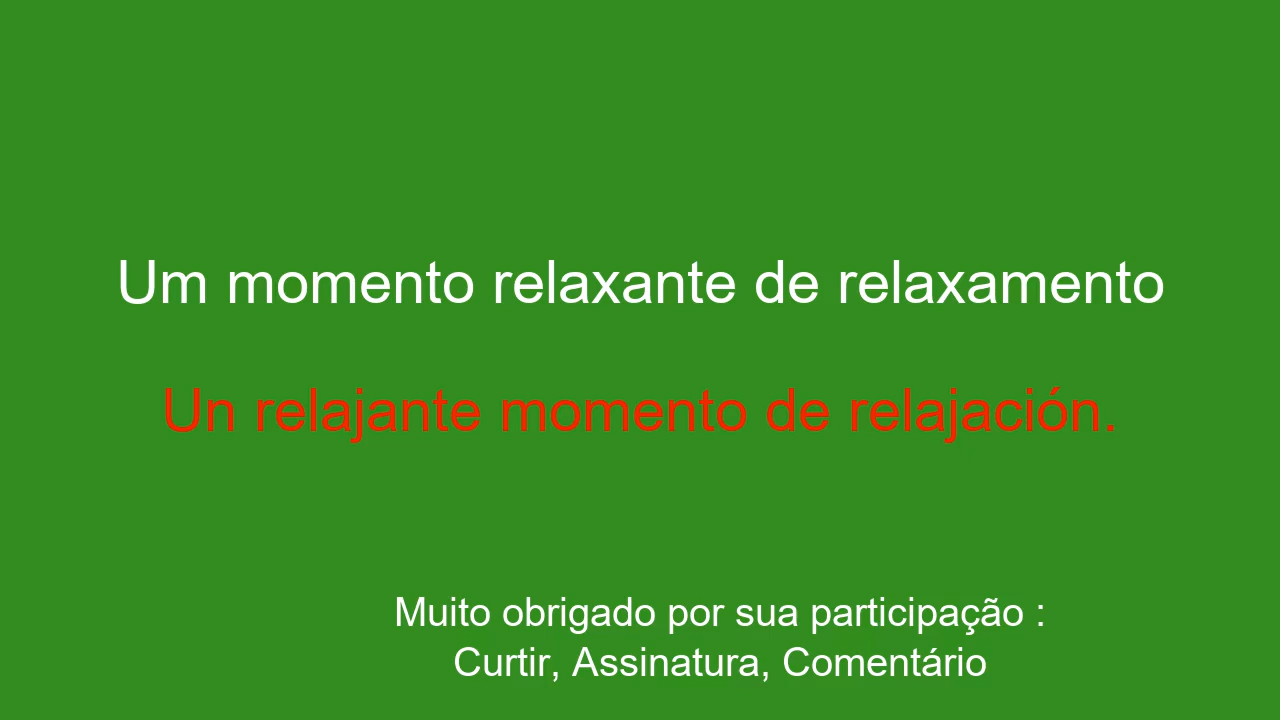 Um momento relaxante de relaxamento
Un relajante momento de relajación.
Muito obrigado por sua participação :
Curtir, Assinatura, Comentário